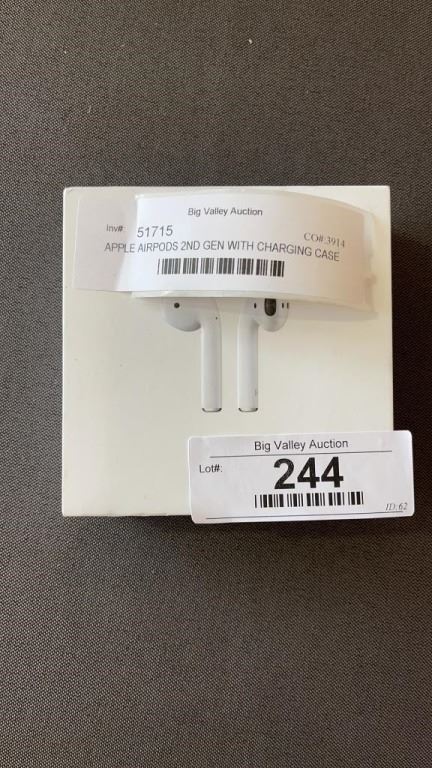 Big Valley Auction
Inv#: 51715 CO#:3914
APPLE AIRPODS 2ND GEN WITH CHARGING CASE
Big Valley Auction
Lot#: 244
ID:62